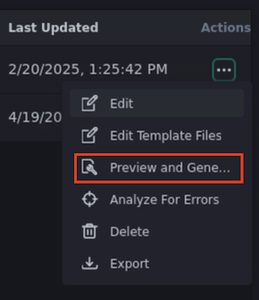 Last Updated Actions
2/20/2025, 1:25:42 PM
4/19/20
Edit
Edit Template Files
Preview and Gene...
Analyze For Errors
Delete
Export